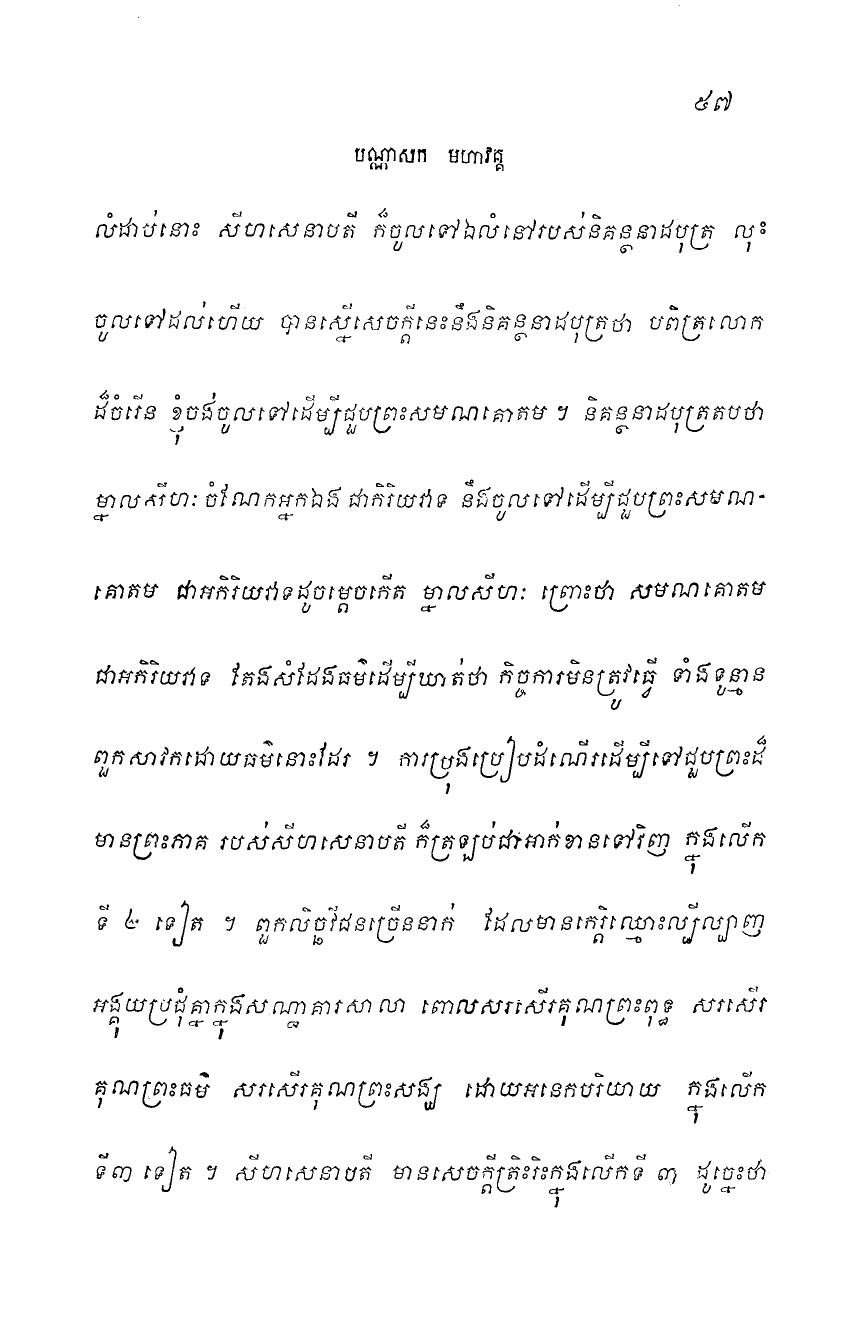 ៥៧
បណ្ណាសក មហាវគ្គ
លំដាប់នោះ សីហសេនាបតី ក៏ចូលទៅឯលំនៅរបស់និគន្ថនាដបុត្រ លុះ
ចូលទៅដល់ហើយ បានស្នើសេចក្តីនេះនឹងនិគន្ថនាដបុត្រថា បពិត្រលោក
ដ៏ចំរើន ខ្ញុំចង់ចូលទៅដើម្បីជួបព្រះសមណគោតម ។ និគន្ថនាដបុត្រតបថា
ម្នាលសីហៈ ចំណែកអ្នកឯង ជាកិរិយវាទ នឹងចូលទៅដើម្បីជួបព្រះសមណ-
គោតម ជាអកិរិយវាទដូចម្តេចកើត ម្នាលសីហៈ ព្រោះថា សមណគោតម
ជាអកិរិយវាទ តែងសំដែងធម៌ដើម្បីឃាត់ថា កិច្ចការមិនត្រូវធ្វើ ទាំងទូន្មាន
ពួកសាវកដោយធម៌នោះដែរ ។ ការប្រុងប្រៀបដំណើរដើម្បីទៅជួបព្រះដ៏
មានព្រះភាគ របស់សីហសេនាបតី ក៏ត្រឡប់ជាអាក់ខានទៅវិញ ក្នុងលើក
ទី ៤ ទៀត ។ ពួកលិច្ឆវីជនច្រើននាក់ ដែលមានកេរ្តិ៍ឈ្មោះល្បីល្បាញ
អង្គុយប្រជុំគ្នាក្នុងសណ្ឋាគារសាលា ពោលសរសើរគុណព្រះពុទ្ធ សរសើរ
គុណព្រះធម៌ សរសើរគុណព្រះសង្ឃ ដោយអនេកបរិយាយ ក្នុងលើក
ទី៣ ទៀត ។ សីហសេនាបតី មានសេចក្តីត្រិះរិះក្នុងលើកទី ៣ ដូច្នេះថា